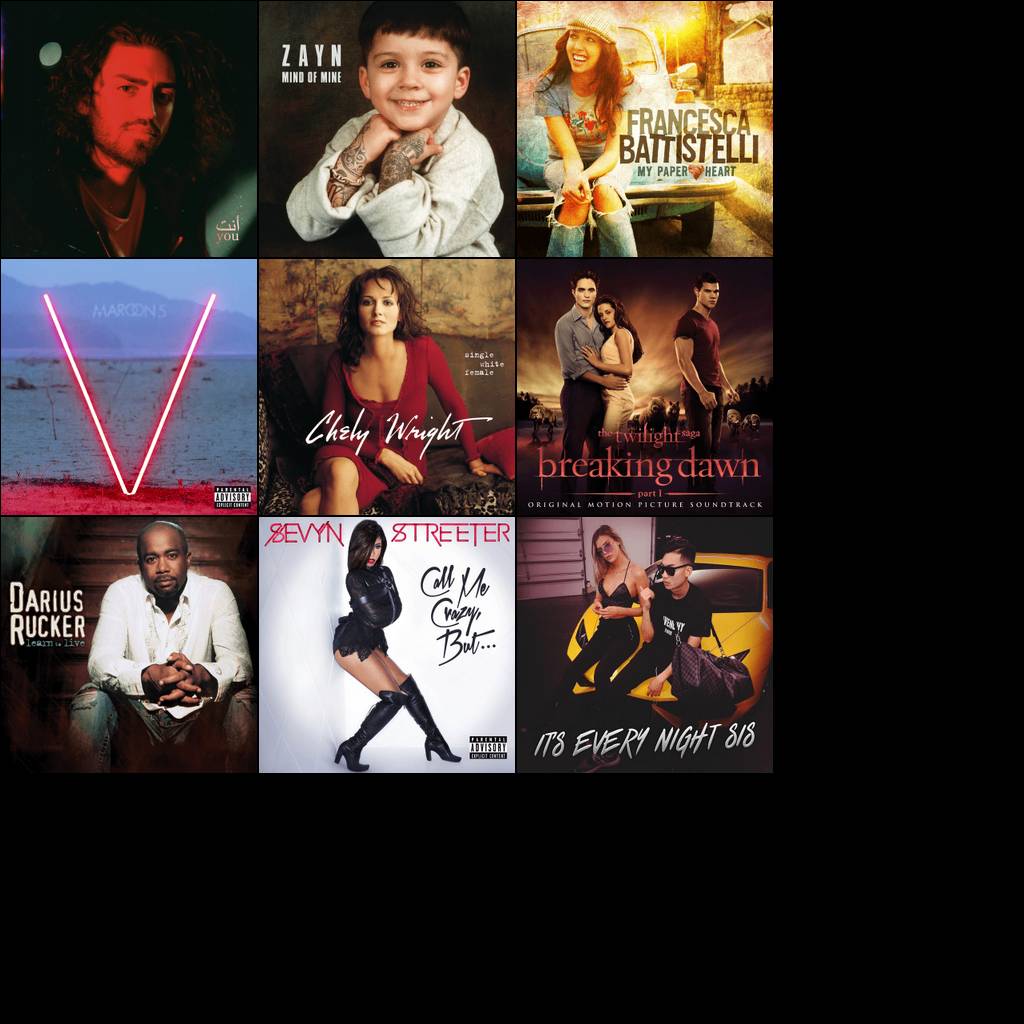 أنت
you
ZAYN
MIND OF MINE
FRANCESCA
BATTISTELLI
MY PAPER HEART
MAROON 5
PARENTAL
ADVISORY
EXPLICIT CONTENT
single
white
female
Chely Wright
the twilight saga
breaking dawn
part 1
ORIGINAL MOTION PICTURE SOUNDTRACK
DARIUS
RUCKER
learn to live
SEVYN STREETER
Call Me
Crazy,
But...
PARENTAL
ADVISORY
EXPLICIT CONTENT
IT'S EVERY NIGHT SIS